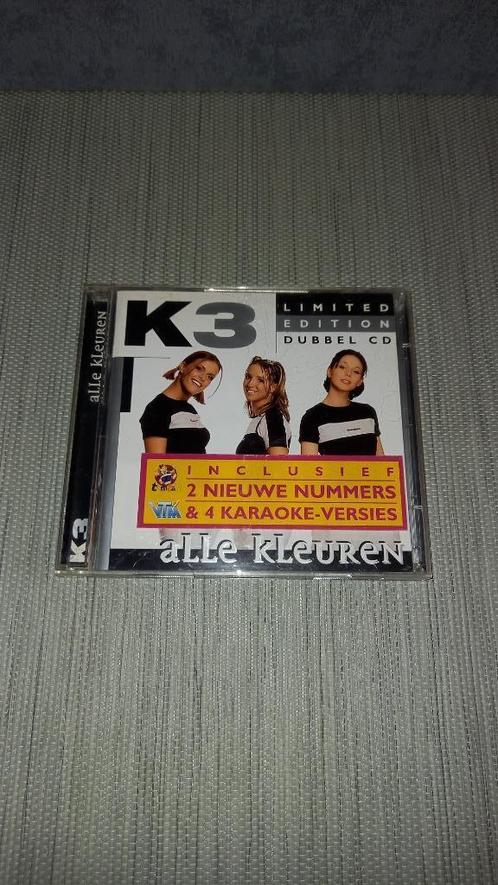 K3
LIMITED
EDITION
DUBBEL CD
INCLUSIEF
2 NIEUWE NUMMERS
VTM & 4 KARAOKE-VERSIES
alle kleuren
K3
alle kleuren